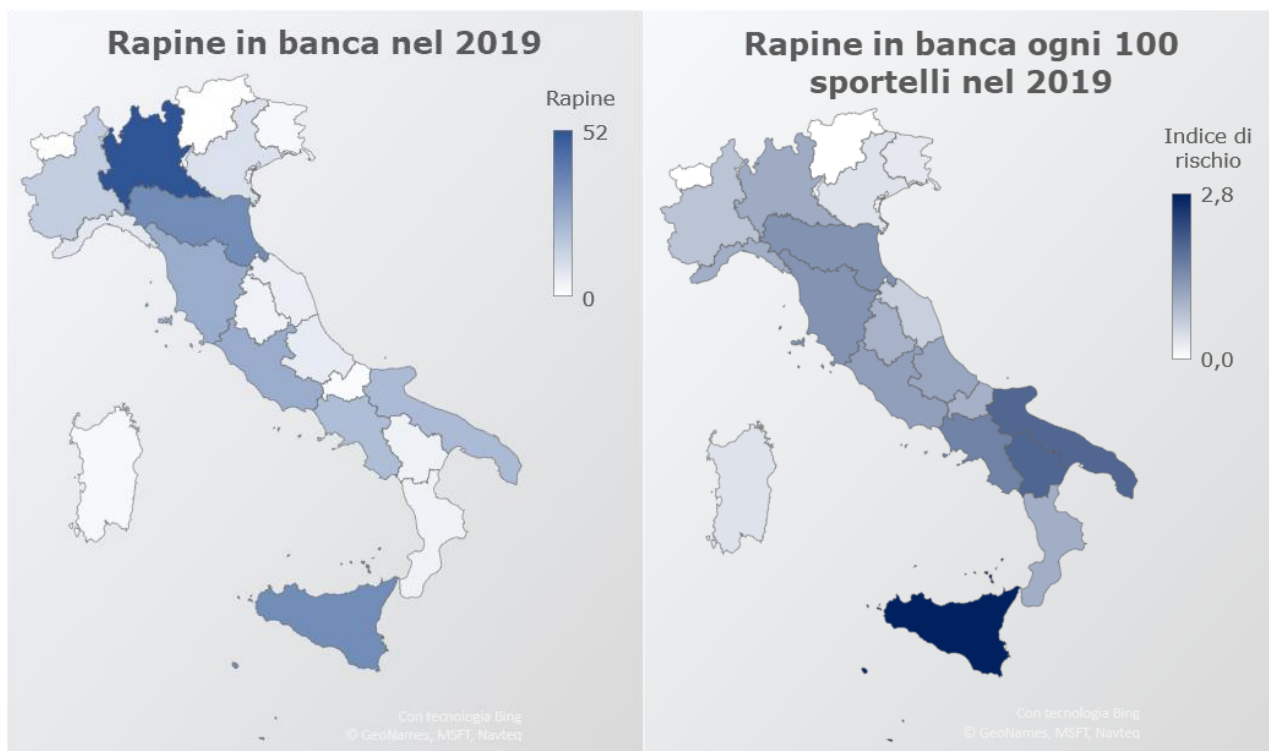 Rapine in banca nel 2019
Rapine
52
0
Con tecnologia Bing
© GeoNames, MSFT, Navteq
Rapine in banca ogni 100
sportelli nel 2019
Indice di
rischio
2,8
0,0
Con tecnologia Bing
© GeoNames, MSFT, Navteq